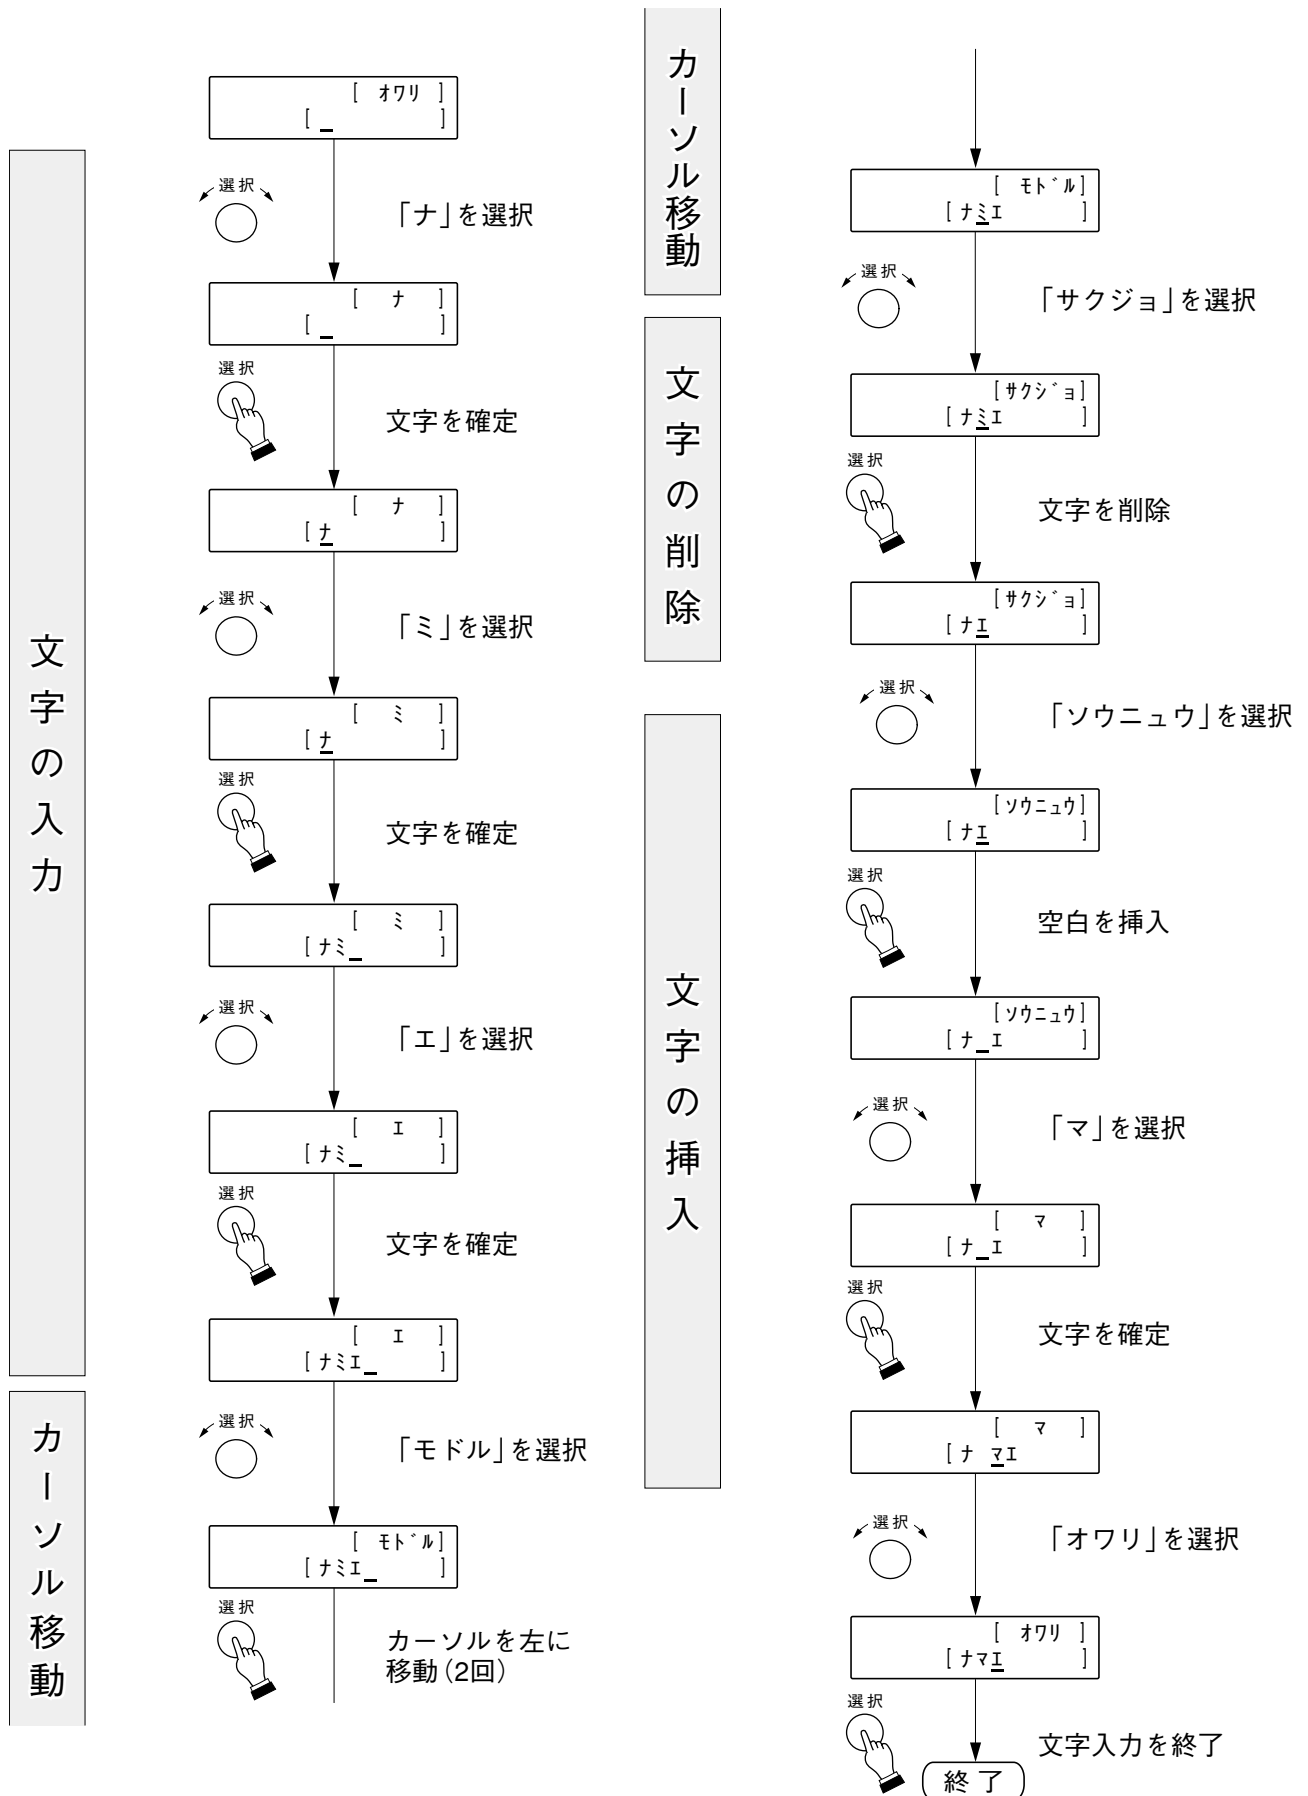 文字の入力
[ オワリ ]
[ _ ]
選択
「ナ」を選択
[ ナ ]
[ _ ]
選択
文字を確定
[ ナ ]
[ ナ ]
選択
「ミ」を選択
[ ミ ]
[ ナ ]
選択
文字を確定
[ ミ ]
[ ナミ_ ]
選択
「エ」を選択
[ エ ]
[ ナミ_ ]
選択
文字を確定
[ エ ]
[ ナミエ_ ]
カーソル移動
選択
「モドル」を選択
[ モドル]
[ ナミエ_ ]
選択
カーソルを左に
移動(2回)
カーソル移動
[ モドル]
[ ナミエ ]
文字の削除
選択
「サクジョ」を選択
[サクジョ]
[ ナミエ ]
選択
文字を削除
[サクジョ]
[ ナエ ]
文字の挿入
選択
「ソウニュウ」を選択
[ソウニュウ]
[ ナエ ]
選択
空白を挿入
[ソウニュウ]
[ ナ_エ ]
選択
「マ」を選択
[ マ ]
[ ナ_エ ]
選択
文字を確定
[ マ ]
[ ナ マエ
選択
「オワリ」を選択
[ オワリ ]
[ ナマエ ]
選択
文字入力を終了
終了